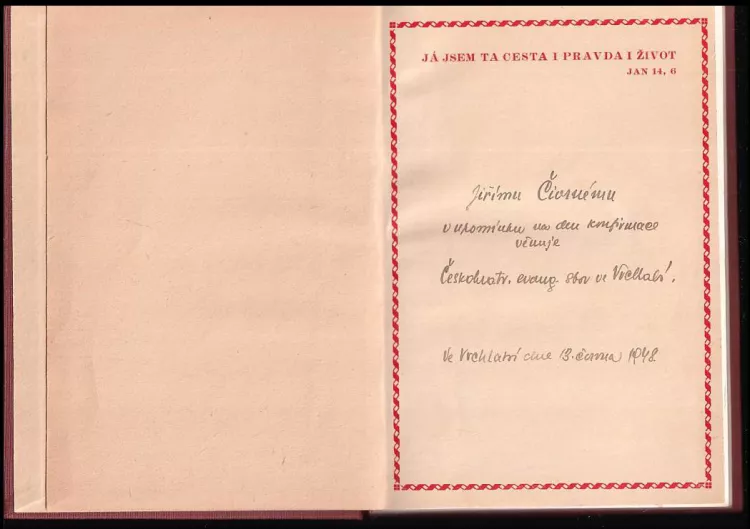 JÁ JSEM TA CESTA I PRAVDA I ŽIVOT
JAN 14, 6
Jiřímu
v upomínku na den konfirmace
věnuje
Českobratr. evang. sbor ve Vrchlabí.
Ve Vrchlabí dne 13. června 1948